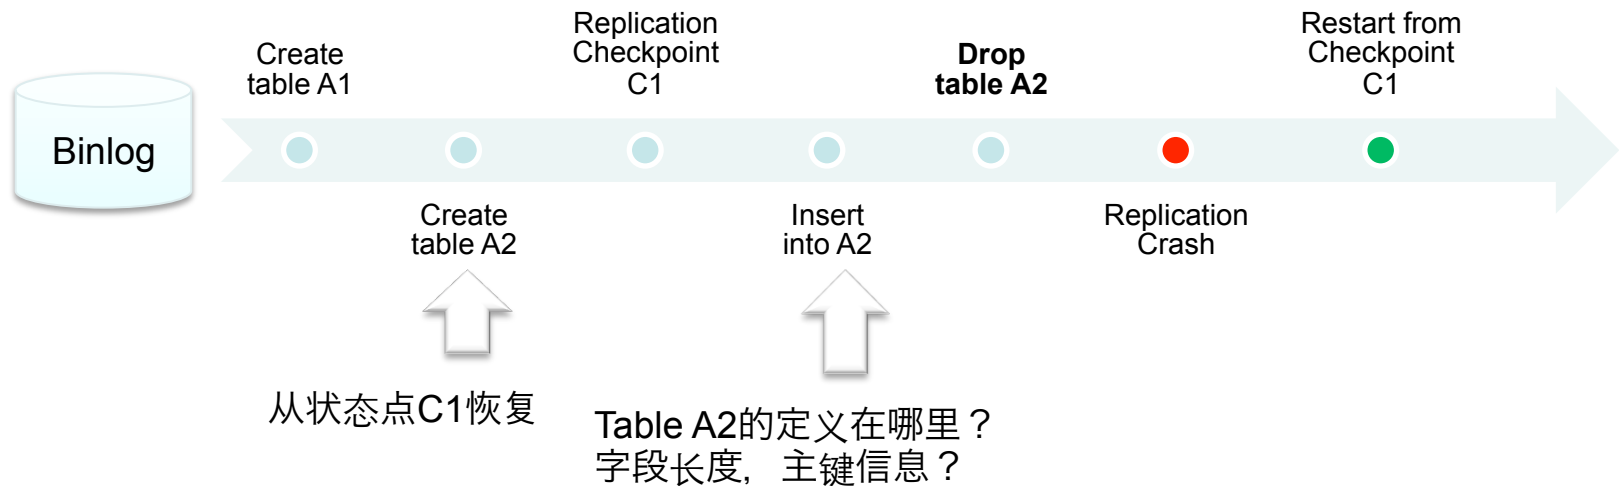 Binlog
Create
table A1
Create
table A2
Replication
Checkpoint
C1
Insert
into A2
Drop
table A2
Replication
Crash
Restart from
Checkpoint
C1
从状态点C1恢复
Table A2的定义在哪里？
字段长度，主键信息？